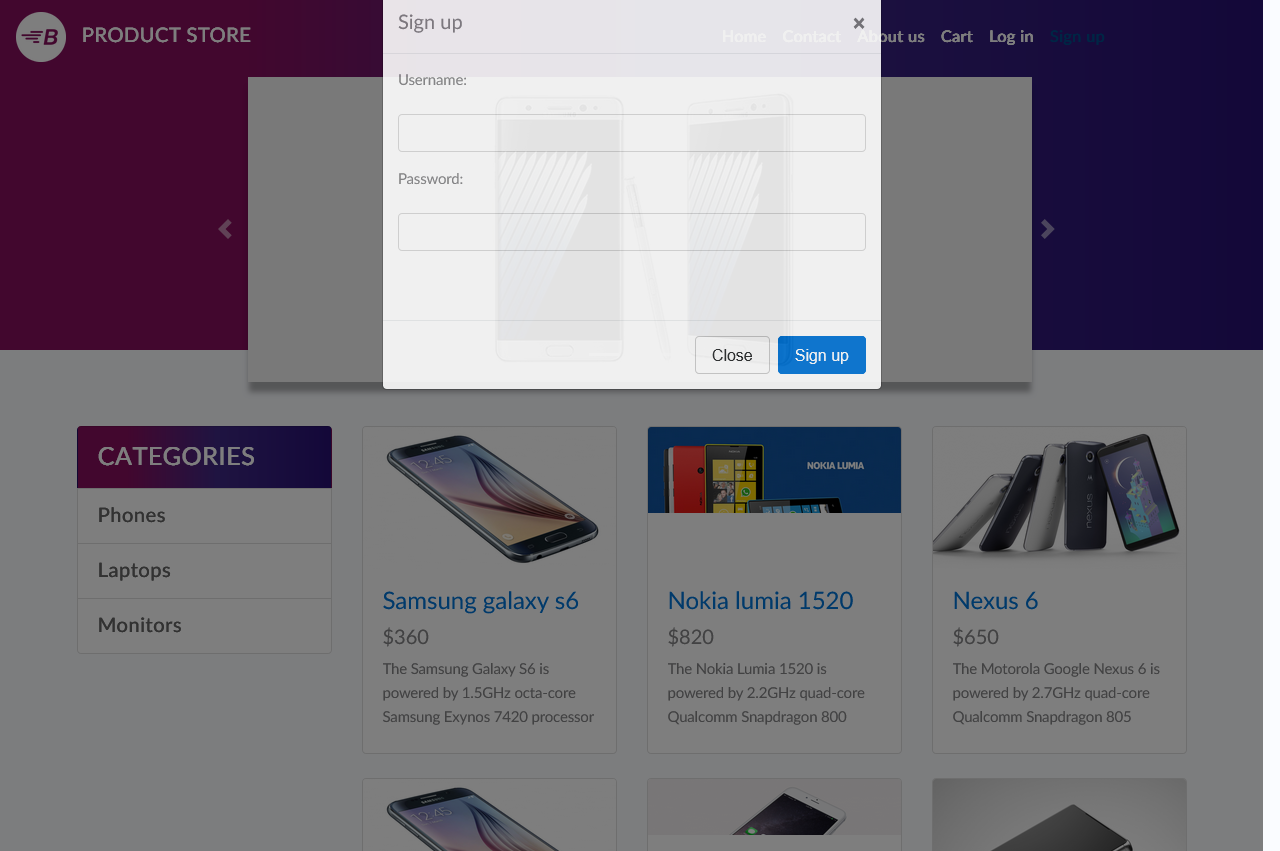 B
PRODUCT STORE
Home
Contact
About us
Cart
Log in
Sign up
Sign up
×
Username:
Password:
Close
Sign up
CATEGORIES
Phones
Laptops
Monitors
12:45
Samsung galaxy s6
$360
The Samsung Galaxy S6 is
powered by 1.5GHz octa-core
Samsung Exynos 7420 processor
NOKIA LUMIA
Nokia lumia 1520
$820
The Nokia Lumia 1520 is
powered by 2.2GHz quad-core
Qualcomm Snapdragon 800
Nexus 6
$650
The Motorola Google Nexus 6 is
powered by 2.7GHz quad-core
Qualcomm Snapdragon 805